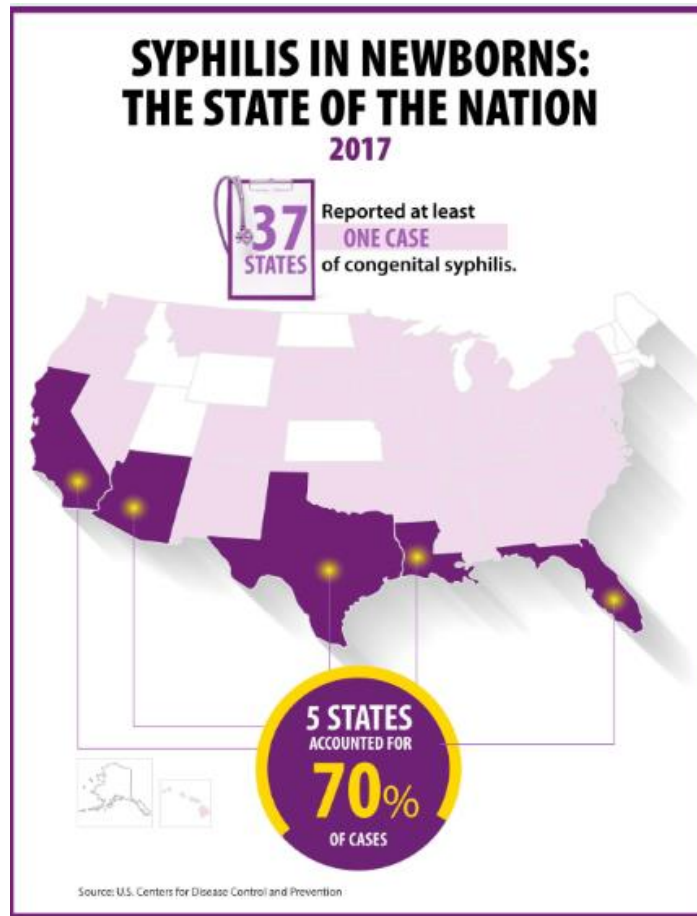 SYPHILIS IN NEWBORNS:
THE STATE OF THE NATION
2017
37
STATES
Reported at least
ONE CASE
of congenital syphilis.
5 STATES
ACCOUNTED FOR
70%
OF CASES
Source: U.S. Centers for Disease Control and Prevention